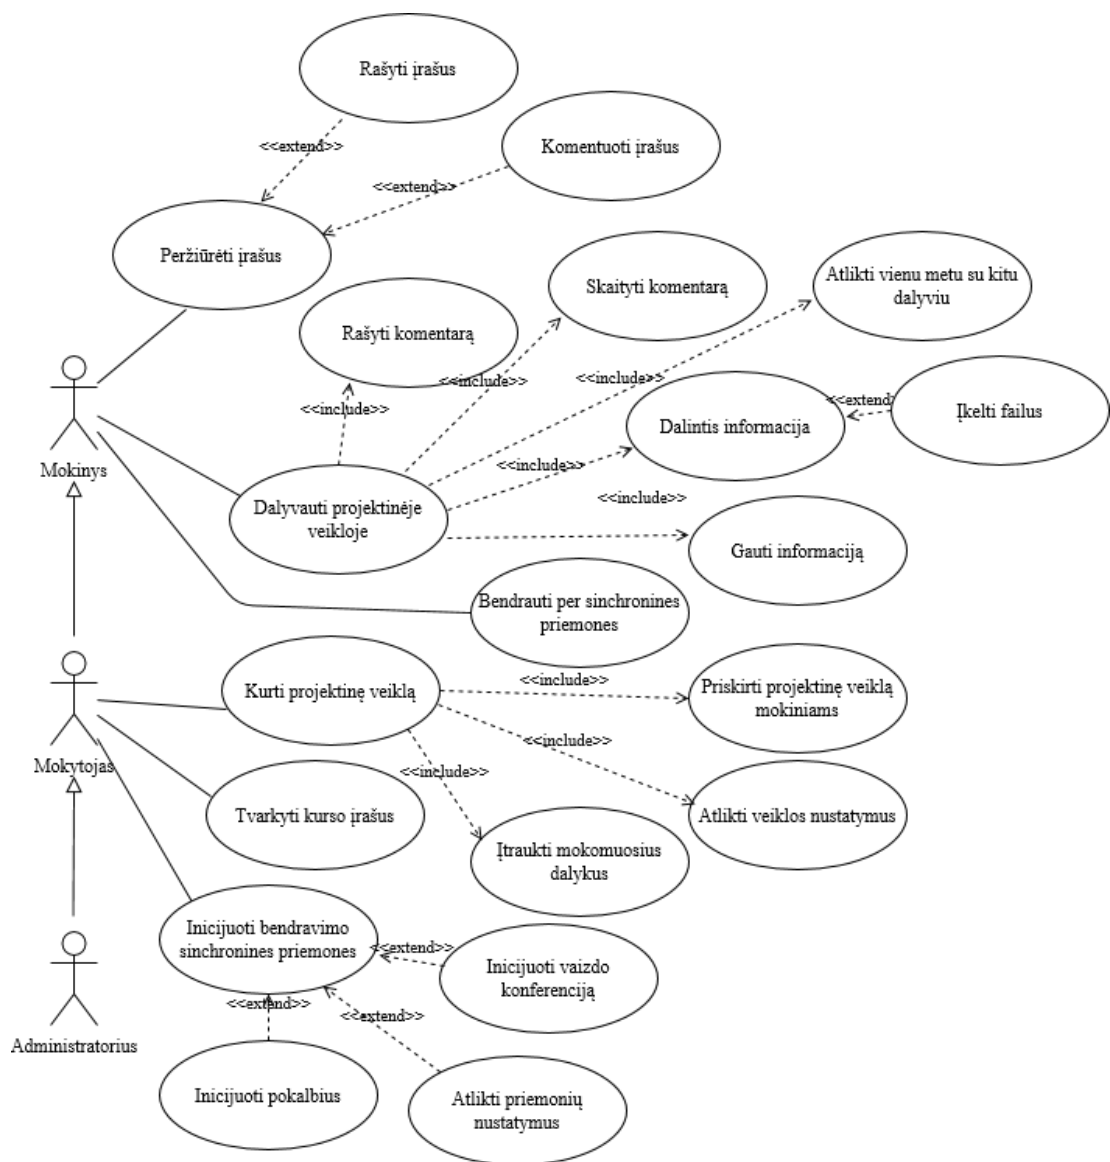 Rašyti įrašus
<<extend>>
Komentuoti įrašus
<<extend>>
Peržiūrėti įrašus
Skaityti komentarą
Atlikti vienu metu su kitu
dalyviu
Rašyti komentarą
<<include>>
<<include>>
<<include>>
<<extend>>
Įkelti failus
Dalintis informacija
Mokinys
<<include>>
<<include>>
Dalyvauti projektinėje
veikloje
Gauti informaciją
Bendrauti per sinchronines
priemones
Kurti projektinę veiklą
<<include>>
Priskirti projektinę veiklą
mokiniams
<<include>>
Mokytojas
<<include>>
Tvarkyti kurso įrašus
Atlikti veiklos nustatymus
Įtraukti mokomuosius
dalykus
Inicijuoti bendravimo
sinchronines priemones
<<extend>>
Inicijuoti vaizdo
konferenciją
<<extend>>
<<extend>>
Administratorius
Inicijuoti pokalbius
Atlikti priemonių
nustatymus